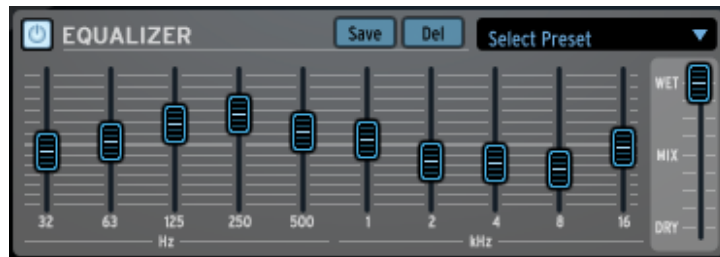 EQUALIZER Save Del Select Preset
WET
MIX
32 63 125 250 500 1 2 4 8 16 DRY
Hz kHz